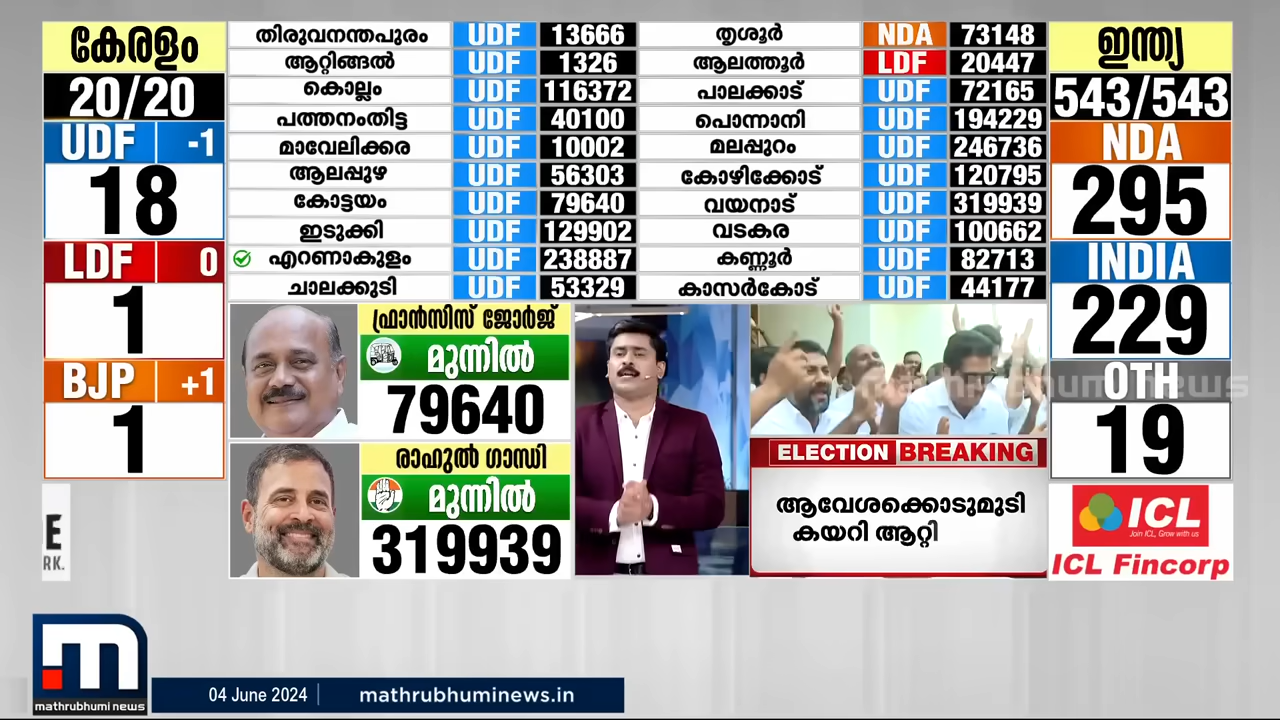 കേരളം
20/20
UDF -1
18
LDF 0
1
BJP +1
1
തിരുവനന്തപുരം UDF 13666
ആറ്റിങ്ങൽ UDF 1326
കൊല്ലം UDF 116372
പത്തനംതിട്ട UDF 40100
മാവേലിക്കര UDF 10002
ആലപ്പുഴ UDF 56303
കോട്ടയം UDF 79640
ഇടുക്കി UDF 129902
എറണാകുളം UDF 238887
ചാലക്കുടി UDF 53329
തൃശൂർ NDA 73148
ആലത്തൂർ LDF 20447
പാലക്കാട് UDF 72165
പൊന്നാനി UDF 194229
മലപ്പുറം UDF 246736
കോഴിക്കോട് UDF 120795
വയനാട് UDF 319939
വടകര UDF 100662
കണ്ണൂർ UDF 82713
കാസർകോട് UDF 44177
ഇന്ത്യ
543/543
NDA
295
INDIA
229
OTH
19
ഫ്രാൻസിസ് ജോർജ്
മുന്നിൽ
79640
രാഹുൽ ഗാന്ധി
മുന്നിൽ
319939
mathrubhumi news
ELECTION BREAKING
ആവേശക്കൊടുമുടി
കയറി ആറ്റി
ICL
Join ICL, Grow with us
ICL Fincorp
E
RK.
mathrubhumi news
04 June 2024
mathrubhuminews.in